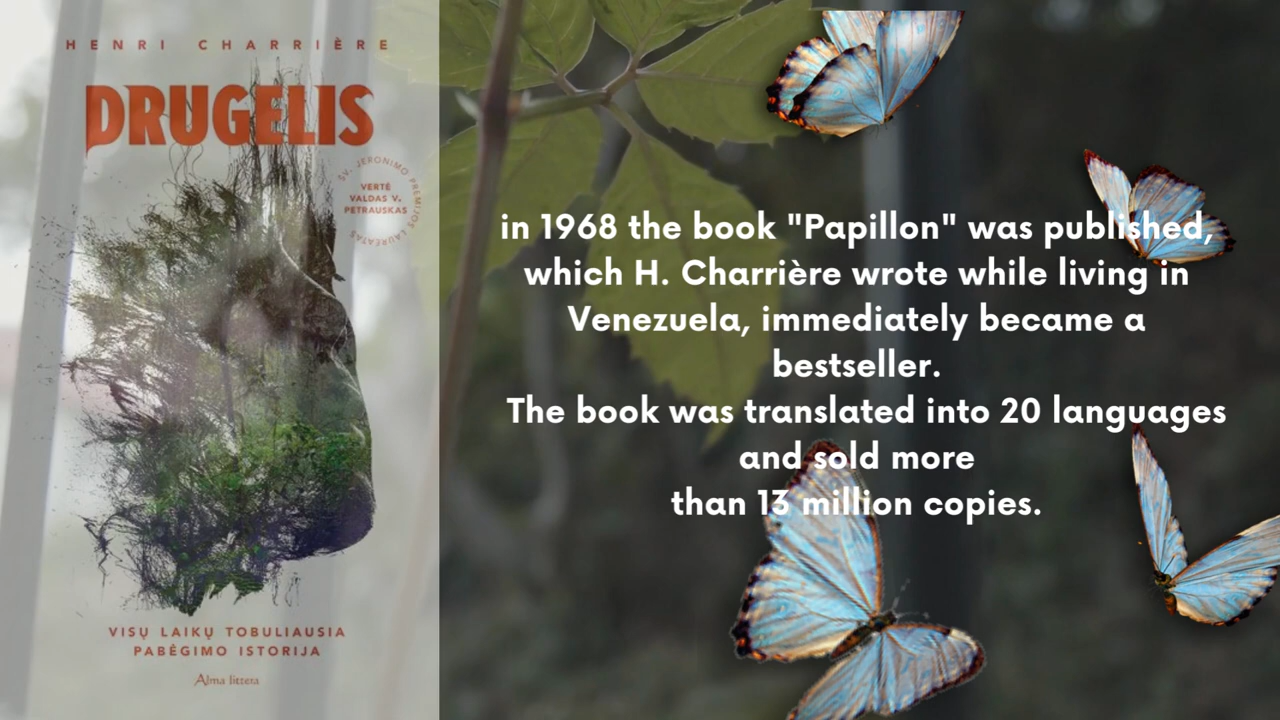 HENRI CHARRIÈRE
DRUGELIS
ŠV. JERONIMO PREMIJOS LAUREATAS
VERTĖ
VALDAS V.
PETRAUSKAS
VISŲ LAIKŲ TOBULIAUSIA
PABĖGIMO ISTORIJA
Alma littera
in 1968 the book "Papillon" was published,
which H. Charrière wrote while living in
Venezuela, immediately became a
bestseller.
The book was translated into 20 languages
and sold more
than 13 million copies.